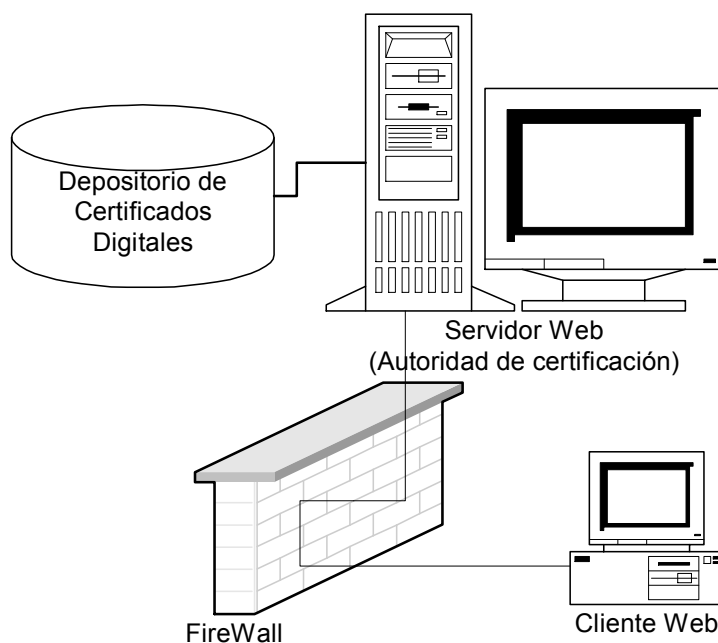 Depositorio de
Certificados
Digitales
Servidor Web
(Autoridad de certificación)
FireWall
Cliente Web